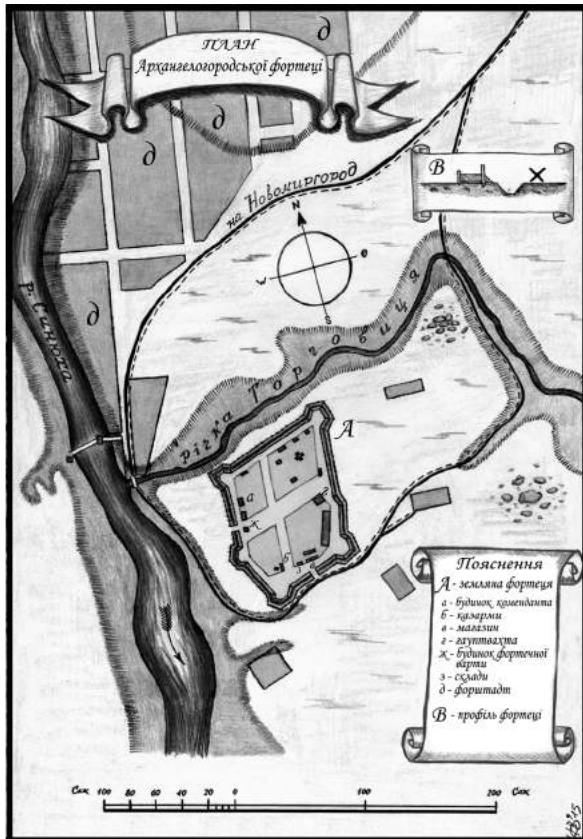 ПЛАН
Архангелогородської фортеці
д
д
д
д
В
на Новомиргород
N
W
O
S
р. Синюха
річка Торговиця
А
а
ж
б
з
г
Пояснення
А - земляна фортеця
а - будинок коменданта
б - казарми
в - магазин
г - гауптвахта
ж - будинок фортечної
варти
з - склади
д - форштадт
В - профіль фортеці
Саж 100 80 60 40 20 0 100 200 Саж